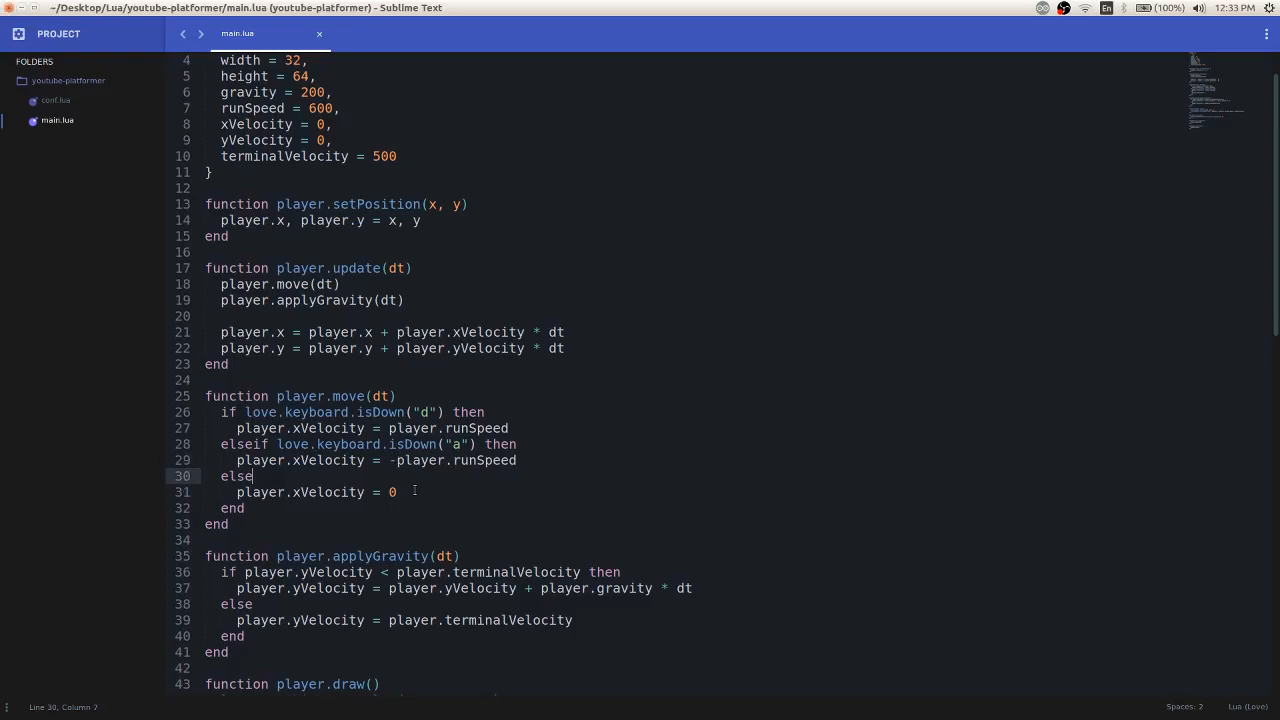 ~/Desktop/Lua/youtube-platformer/main.lua (youtube-platformer) - Sublime Text
En
(100%)
12:33 PM
PROJECT
main.lua
FOLDERS
youtube-platformer
conf.lua
main.lua
4 width = 32,
5 height = 64,
6 gravity = 200,
7 runSpeed = 600,
8 xVelocity = 0,
9 yVelocity = 0,
10 terminalVelocity = 500
11 }
12
13 function player.setPosition(x, y)
14 player.x, player.y = x, y
15 end
16
17 function player.update(dt)
18 player.move(dt)
19 player.applyGravity(dt)
20
21 player.x = player.x + player.xVelocity * dt
22 player.y = player.y + player.yVelocity * dt
23 end
24
25 function player.move(dt)
26 if love.keyboard.isDown("d") then
27 player.xVelocity = player.runSpeed
28 elseif love.keyboard.isDown("a") then
29 player.xVelocity = -player.runSpeed
30 else
31 player.xVelocity = 0
32 end
33 end
34
35 function player.applyGravity(dt)
36 if player.yVelocity < player.terminalVelocity then
37 player.yVelocity = player.yVelocity + player.gravity * dt
38 else
39 player.yVelocity = player.terminalVelocity
40 end
41 end
42
43 function player.draw()
Line 30, Column 7
Spaces: 2
Lua (Love)